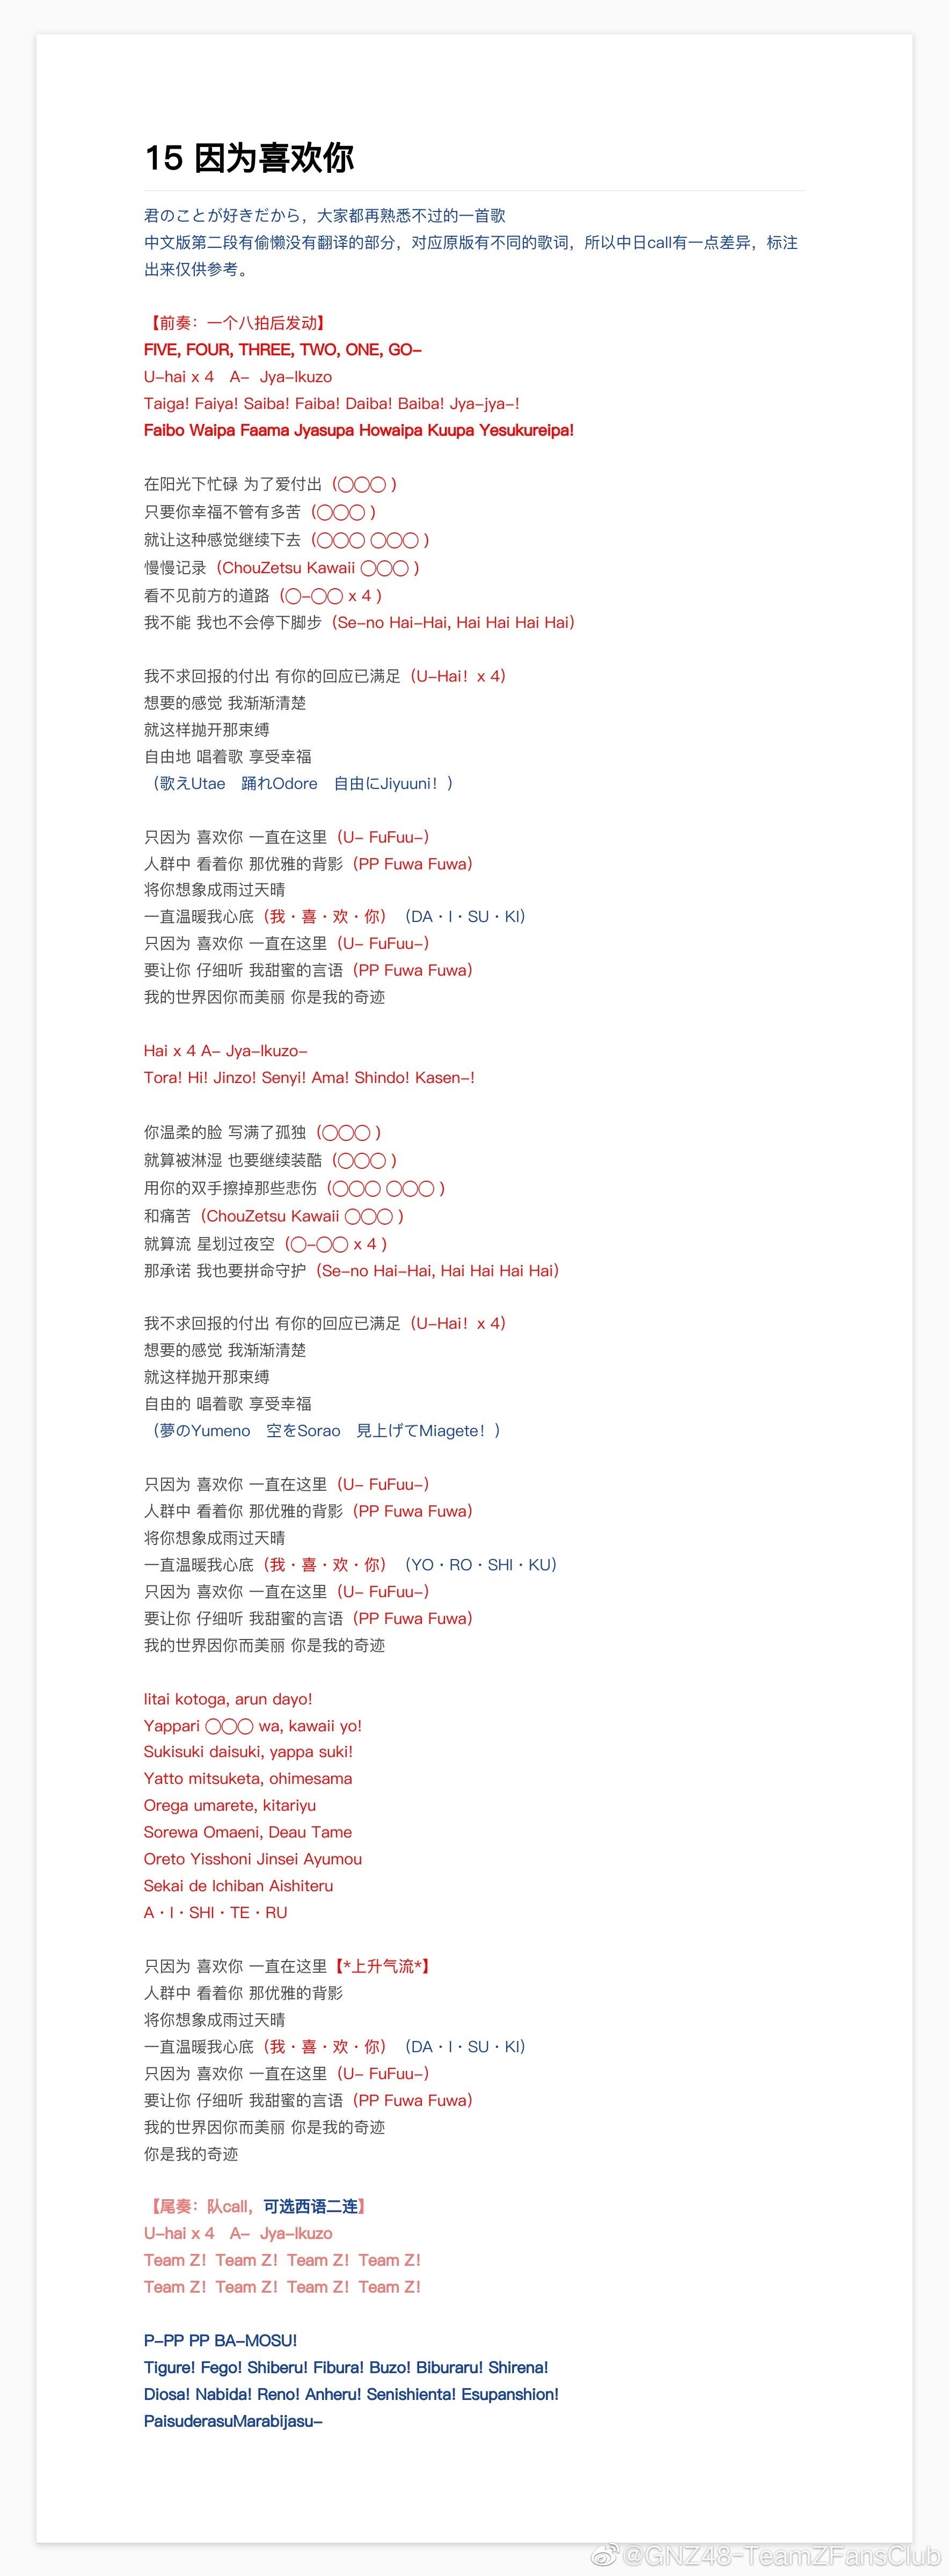 15 因为喜欢你
君のことが好きだから，大家都再熟悉不过的一首歌
中文版第二段有偷懒没有翻译的部分，对应原版有不同的歌词，所以中日call有一点差异，标注
出来仅供参考。
【前奏：一个八拍后发动】
FIVE, FOUR, THREE, TWO, ONE, GO-
U-hai x 4 A- Jya-Ikuzo
Taiga! Faiya! Saiba! Faiba! Daiba! Baiba! Jya-jya-!
Faibo Waipa Faama Jyasupa Howaipa Kuupa Yesukureipa!
在阳光下忙碌 为了爱付出（◯◯◯ ）
只要你幸福不管有多苦（◯◯◯ ）
就让这种感觉继续下去（◯◯◯ ◯◯◯ ）
慢慢记录（ChouZetsu Kawaii ◯◯◯ ）
看不见前方的道路（◯-◯◯ x 4 ）
我不能 我也不会停下脚步（Se-no Hai-Hai, Hai Hai Hai Hai）
我不求回报的付出 有你的回应已满足（U-Hai！x 4）
想要的感觉 我渐渐清楚
就这样抛开那束缚
自由地 唱着歌 享受幸福
（歌えUtae 踊れOdore 自由にJiyuuni！）
只因为 喜欢你 一直在这里（U- FuFuu-）
人群中 看着你 那优雅的背影（PP Fuwa Fuwa）
将你想象成雨过天晴
一直温暖我心底（我・喜・欢・你）（DA・I・SU・KI）
只因为 喜欢你 一直在这里（U- FuFuu-）
要让你 仔细听 我甜蜜的言语（PP Fuwa Fuwa）
我的世界因你而美丽 你是我的奇迹
Hai x 4 A- Jya-Ikuzo-
Tora! Hi! Jinzo! Senyi! Ama! Shindo! Kasen-!
你温柔的脸 写满了孤独（◯◯◯ ）
就算被淋湿 也要继续装酷（◯◯◯ ）
用你的双手擦掉那些悲伤（◯◯◯ ◯◯◯ ）
和痛苦（ChouZetsu Kawaii ◯◯◯ ）
就算流 星划过夜空（◯-◯◯ x 4 ）
那承诺 我也要拼命守护（Se-no Hai-Hai, Hai Hai Hai Hai）
我不求回报的付出 有你的回应已满足（U-Hai！x 4）
想要的感觉 我渐渐清楚
就这样抛开那束缚
自由的 唱着歌 享受幸福
（夢のYumeno 空をSorao 見上げてMiagete！）
只因为 喜欢你 一直在这里（U- FuFuu-）
人群中 看着你 那优雅的背影（PP Fuwa Fuwa）
将你想象成雨过天晴
一直温暖我心底（我・喜・欢・你）（YO・RO・SHI・KU）
只因为 喜欢你 一直在这里（U- FuFuu-）
要让你 仔细听 我甜蜜的言语（PP Fuwa Fuwa）
我的世界因你而美丽 你是我的奇迹
Iitai kotoga, arun dayo!
Yappari ◯◯◯ wa, kawaii yo!
Sukisuki daisuki, yappa suki!
Yatto mitsuketa, ohimesama
Orega umarete, kitariyu
Sorewa Omaeni, Deau Tame
Oreto Yisshoni Jinsei Ayumou
Sekai de Ichiban Aishiteru
A・I・SHI・TE・RU
只因为 喜欢你 一直在这里【*上升气流*】
人群中 看着你 那优雅的背影
将你想象成雨过天晴
一直温暖我心底（我・喜・欢・你）（DA・I・SU・KI）
只因为 喜欢你 一直在这里（U- FuFuu-）
要让你 仔细听 我甜蜜的言语（PP Fuwa Fuwa）
我的世界因你而美丽 你是我的奇迹
你是我的奇迹
【尾奏：队call，可选西语二连】
U-hai x 4 A- Jya-Ikuzo
Team Z！Team Z！Team Z！Team Z！
Team Z！Team Z！Team Z！Team Z！
P-PP PP BA-MOSU!
Tigure! Fego! Shiberu! Fibura! Buzo! Biburaru! Shirena!
Diosa! Nabida! Reno! Anheru! Senishienta! Esupanshion!
PaisuderasuMarabijasu-
@GNZ48-TeamZFansClub